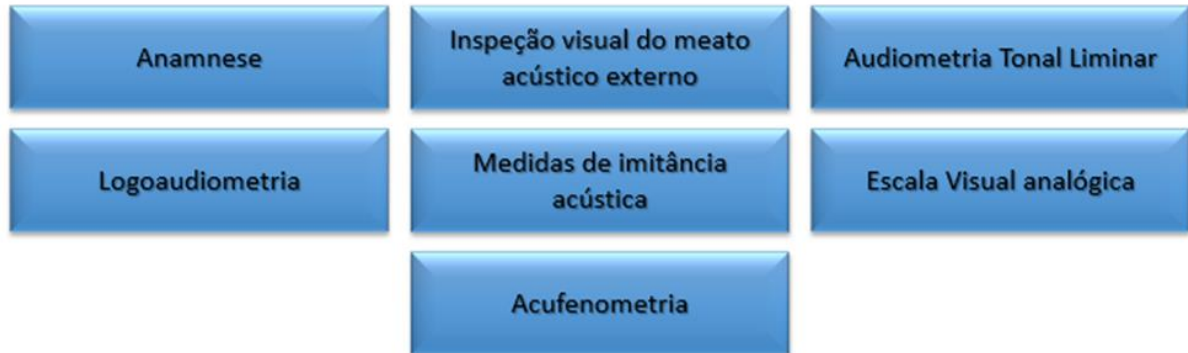 Anamnese
Inspeção visual do meato
acústico externo
Audiometria Tonal Liminar
Logoaudiometria
Medidas de imitância
acústica
Escala Visual analógica
Acufenometria